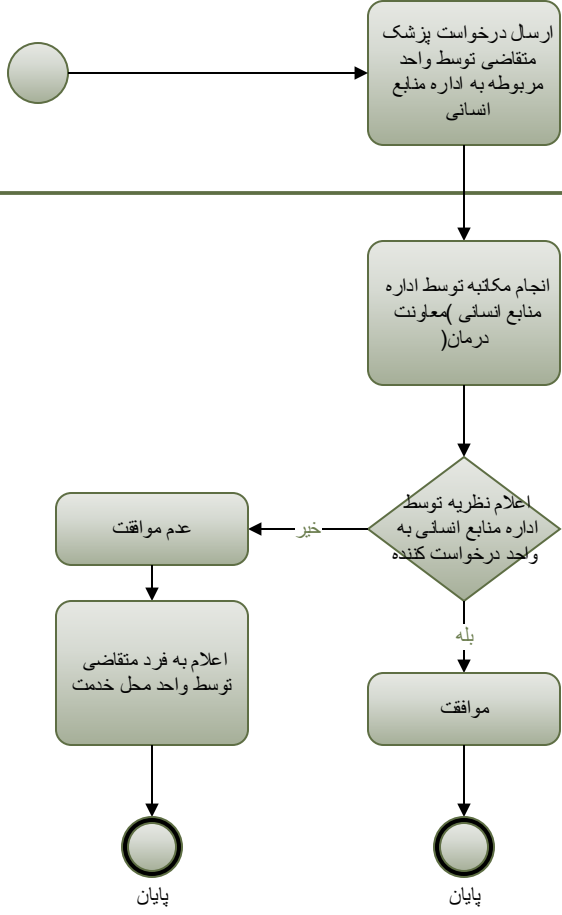 ارسال درخواست پزشک
متقاضی توسط واحد
مربوطه به اداره منابع
انسانی
انجام مکاتبه توسط اداره
منابع انسانی )معاونت
درمان(
اعلام نظریه توسط
اداره منابع انسانی به
واحد درخواست کننده
خیر
عدم موافقت
بله
اعلام به فرد متقاضی
توسط واحد محل خدمت
موافقت
پایان
پایان